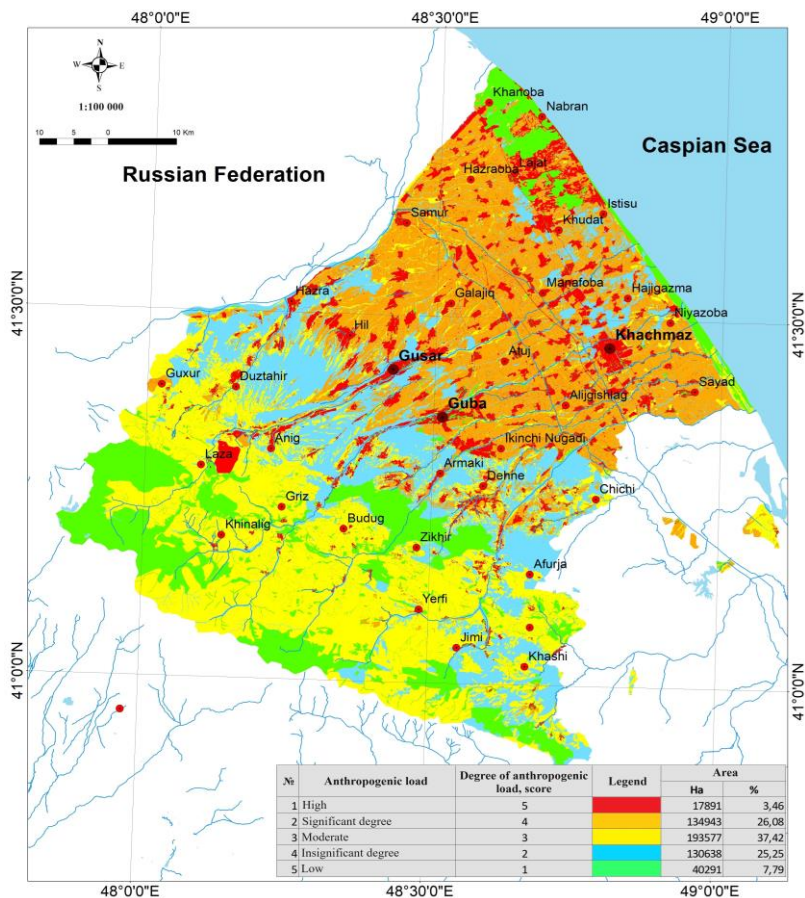 48°0'0"E 48°30'0"E 49°0'0"E
N
W E
S
1:100 000
10 5 0 10 Km
Russian Federation
Caspian Sea
Khanoba
Nabran
Lajat
Hazraoba
Istisu
Samur
Khudat
Manafoba
Hajigazma
Hazra
Galajiq
Niyazoba
41°30'0"N
41°30'0"N
Hil
Khachmaz
Gusar
Atuj
Guxur
Duztahir
Sayad
Guba
Alijgishlag
Anig
Ikinchi Nugadi
Laza
Armaki
Dehne
Griz
Chichi
Khinalig
Budug
Zikhir
Afurja
Yerfi
Jimi
Khashi
41°0'0"N
41°0'0"N
№ Anthropogenic load Degree of anthropogenic load, score Legend Area
Ha %
1 High 5 17891 3,46
2 Significant degree 4 134943 26,08
3 Moderate 3 193577 37,42
4 Insignificant degree 2 130638 25,25
5 Low 1 40291 7,79
48°0'0"E 48°30'0"E 49°0'0"E